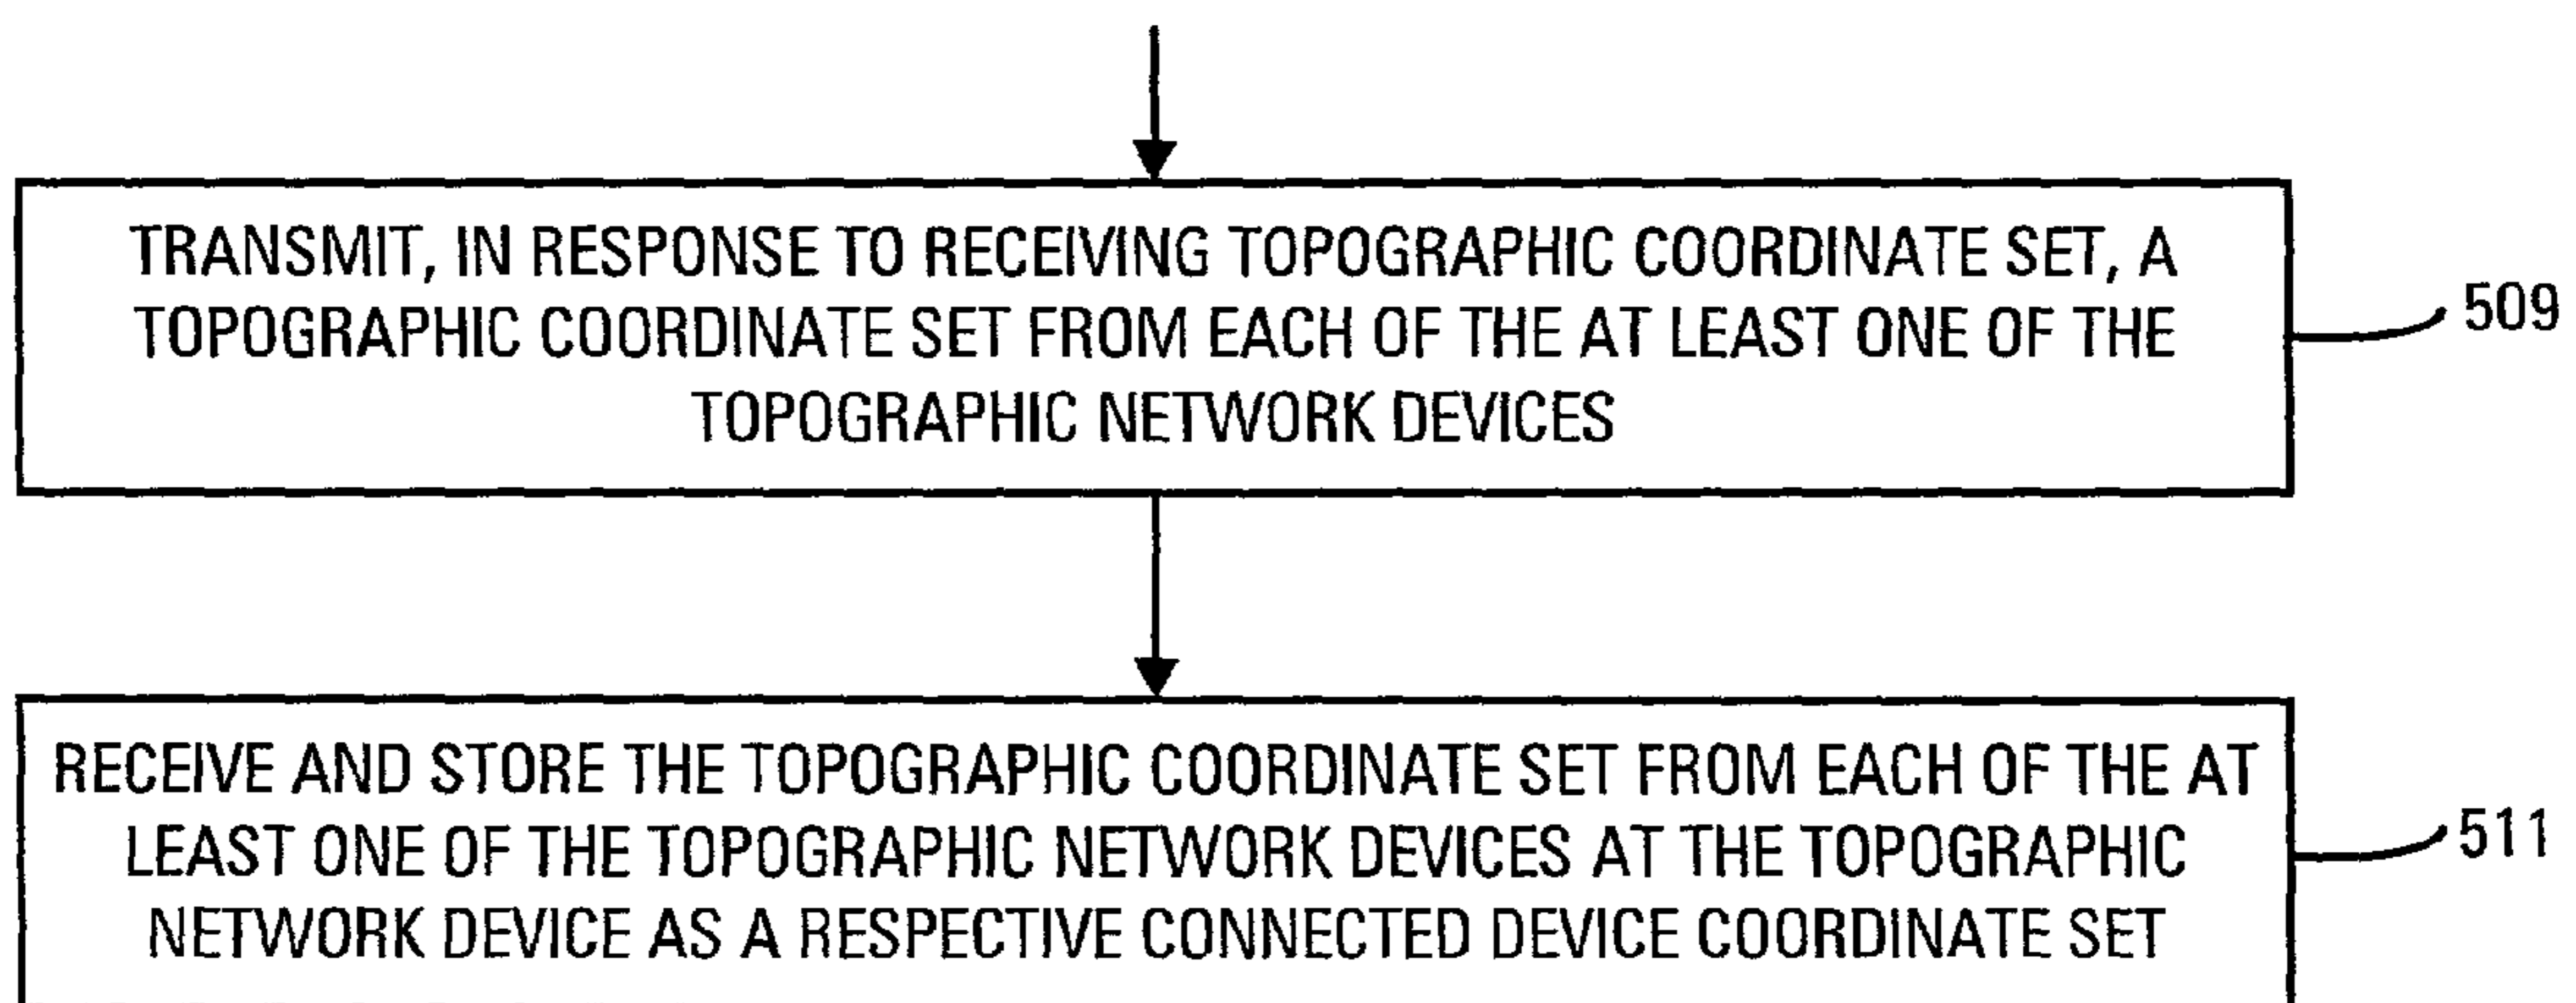 TRANSMIT, IN RESPONSE TO RECEIVING TOPOGRAPHIC COORDINATE SET, A
TOPOGRAPHIC COORDINATE SET FROM EACH OF THE AT LEAST ONE OF THE
TOPOGRAPHIC NETWORK DEVICES
509
RECEIVE AND STORE THE TOPOGRAPHIC COORDINATE SET FROM EACH OF THE AT
LEAST ONE OF THE TOPOGRAPHIC NETWORK DEVICES AT THE TOPOGRAPHIC
NETWORK DEVICE AS A RESPECTIVE CONNECTED DEVICE COORDINATE SET
511